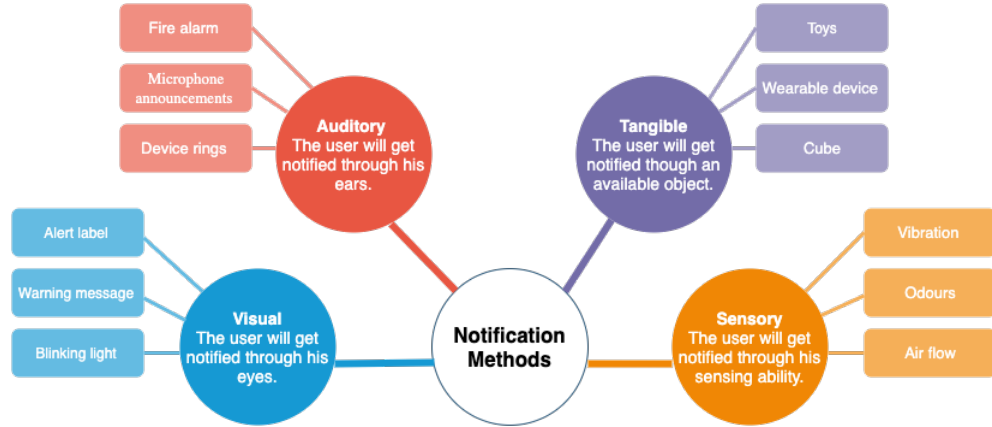 Fire alarm
Microphone
announcements
Device rings
Auditory
The user will get
notified through his
ears.
Toys
Wearable device
Cube
Tangible
The user will get
notified though an
available object.
Alert label
Warning message
Blinking light
Visual
The user will get
notified through his
eyes.
Notification
Methods
Sensory
The user will get
notified through his
sensing ability.
Vibration
Odours
Air flow